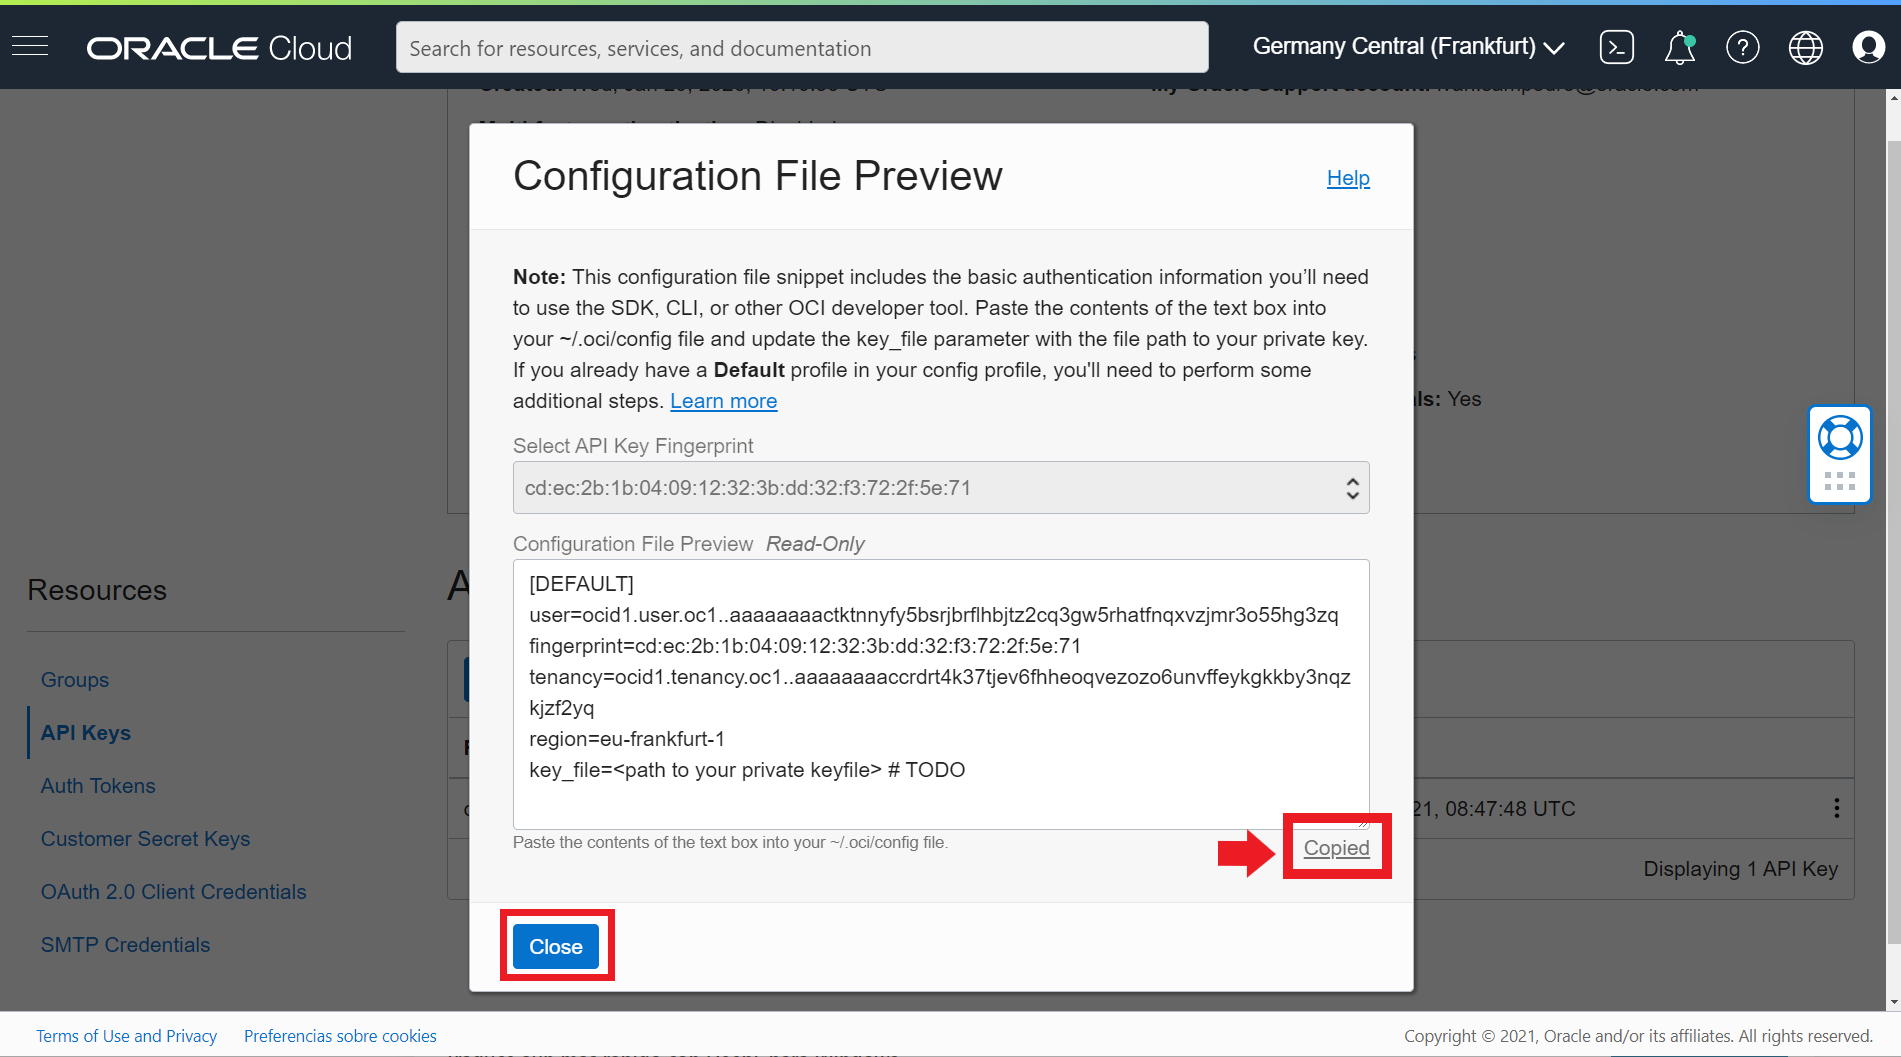 ORACLE Cloud
Search for resources, services, and documentation
Germany Central (Frankfurt)
Configuration File Preview
Help
Note: This configuration file snippet includes the basic authentication information you’ll need
to use the SDK, CLI, or other OCI developer tool. Paste the contents of the text box into
your ~/.oci/config file and update the key_file parameter with the file path to your private key.
If you already have a Default profile in your config profile, you'll need to perform some
additional steps. Learn more
: Yes
Select API Key Fingerprint
cd:ec:2b:1b:04:09:12:32:3b:dd:32:f3:72:2f:5e:71
Configuration File Preview Read-Only
[DEFAULT]
user=ocid1.user.oc1..aaaaaaaactktnnyfy5bsrjbrflhbjtz2cq3gw5rhatfnqxvzjmr3o55hg3zq
fingerprint=cd:ec:2b:1b:04:09:12:32:3b:dd:32:f3:72:2f:5e:71
tenancy=ocid1.tenancy.oc1..aaaaaaaaccrdrt4k37tjev6fhheoqvezozo6unvffeykgkkby3nqz
kjzf2yq
region=eu-frankfurt-1
key_file=<path to your private keyfile> # TODO
Paste the contents of the text box into your ~/.oci/config file.
Copied
Close
Resources
Groups
API Keys
Auth Tokens
Customer Secret Keys
OAuth 2.0 Client Credentials
SMTP Credentials
21, 08:47:48 UTC
Displaying 1 API Key
Terms of Use and Privacy
Preferencias sobre cookies
Copyright © 2021, Oracle and/or its affiliates. All rights reserved.